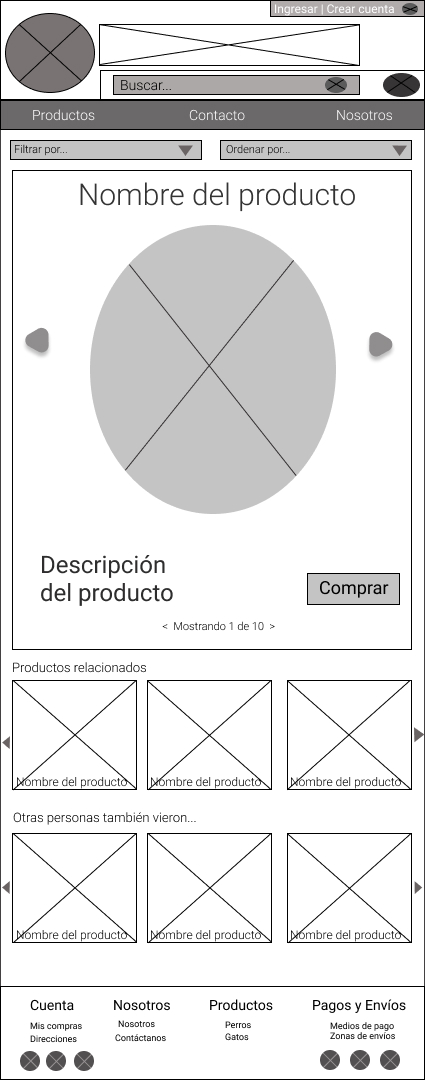 Ingresar | Crear cuenta
Buscar...
Productos Contacto Nosotros
Filtrar por... Ordenar por...
Nombre del producto
Descripción
del producto
Comprar
< Mostrando 1 de 10 >
Productos relacionados
Nombre del producto Nombre del producto Nombre del producto
Otras personas también vieron...
Nombre del producto Nombre del producto Nombre del producto
Cuenta Nosotros Productos Pagos y Envíos
Mis compras Nosotros Perros Medios de pago
Direcciones Contáctanos Gatos Zonas de envíos